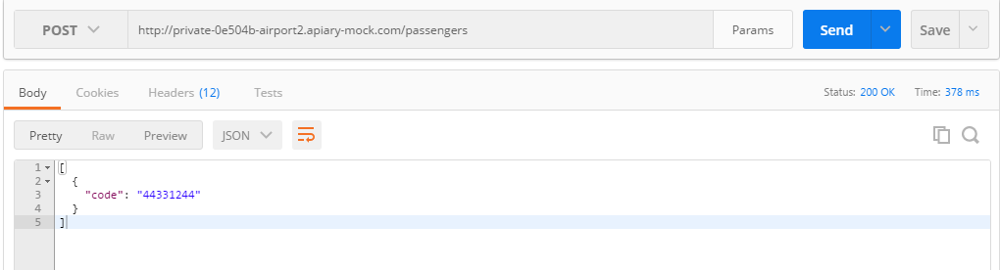 POST http://private-0e504b-airport2.apiary-mock.com/passengers Params Send Save
Body Cookies Headers (12) Tests Status: 200 OK Time: 378 ms
Pretty Raw Preview JSON
1 [
2 {
3 "code": "44331244"
4 }
5 ]